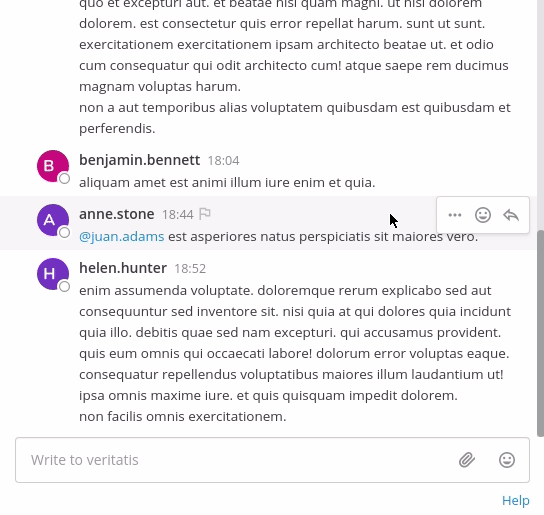 quo et excepturi aut. et beatae nisi quam magni. ut nisi dolorem
dolorem. est consectetur quis error repellat harum. sunt ut sunt.
exercitationem exercitationem ipsam architecto beatae ut. et odio
cum consequatur qui odit architecto cum! atque saepe rem ducimus
magnam voluptas harum.
non a aut temporibus alias voluptatem quibusdam est quibusdam et
perferendis.
B
benjamin.bennett 18:04
aliquam amet est animi illum iure enim et quia.
A
anne.stone 18:44
@juan.adams est asperiores natus perspiciatis sit maiores vero.
H
helen.hunter 18:52
enim assumenda voluptate. doloremque rerum explicabo sed aut
consequuntur sed inventore sit. nisi quia at qui dolores quia incidunt
quia illo. debitis quae sed nam excepturi. qui accusamus provident.
quis eum omnis qui occaecati labore! dolorum error voluptas eaque.
consequatur repellendus voluptatibus maiores illum laudantium ut!
ipsa omnis maxime iure. et quis quisquam impedit dolorem.
non facilis omnis exercitationem.
Write to veritatis
Help